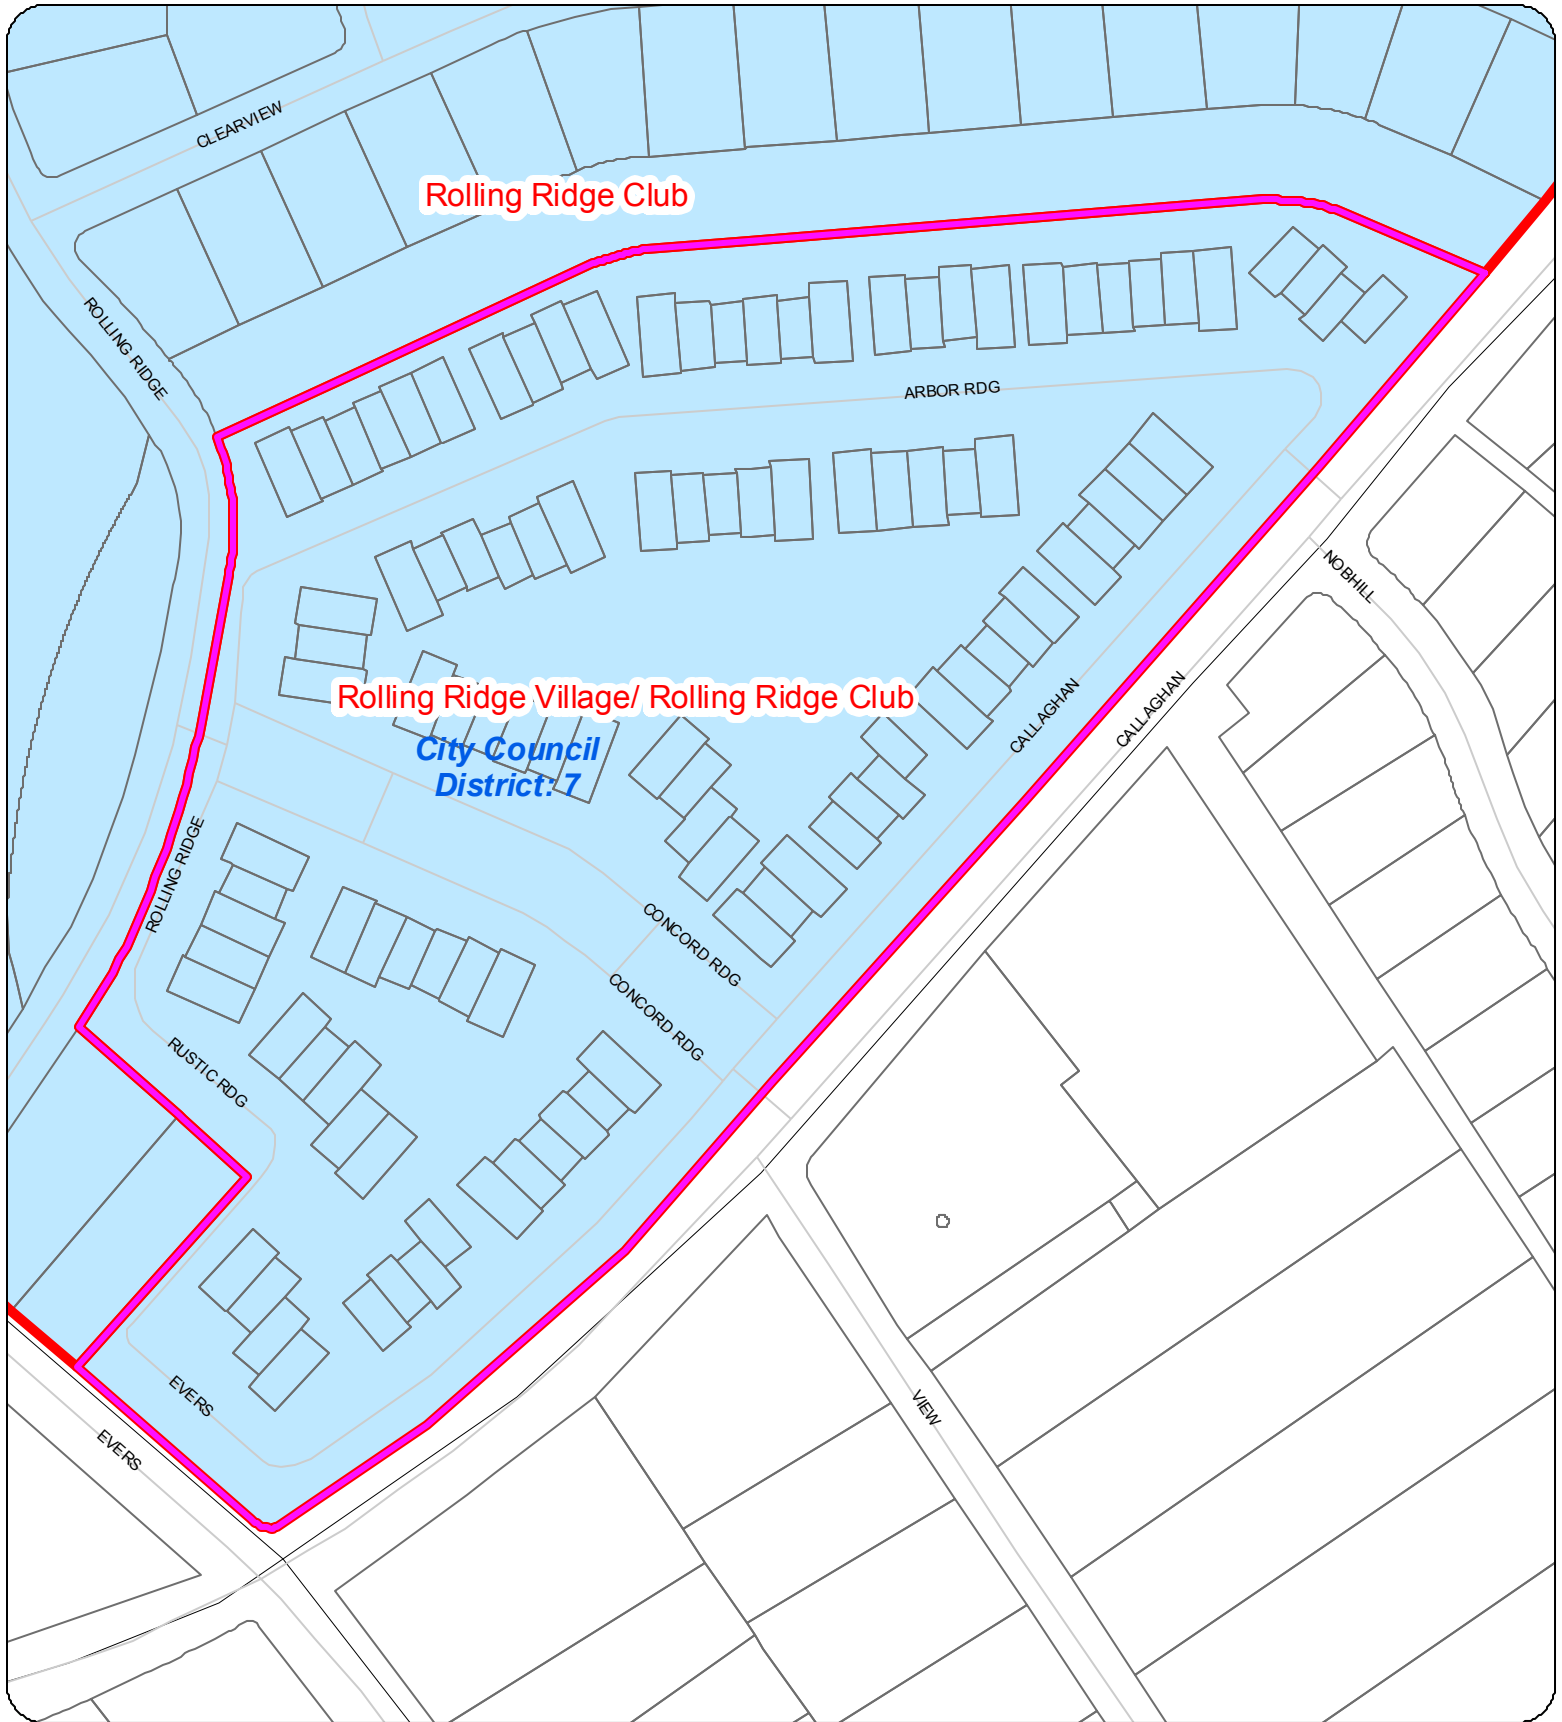 CLEARVIEW
Rolling Ridge Club
ROLLING RIDGE
ARBOR RDG
NOBHILL
Rolling Ridge Village/ Rolling Ridge Club
CALLAGHAN
CALLAGHAN
City Council
District: 7
ROLLING RIDGE
CONCORD RDG
CONCORD RDG
RUSTIC RDG
EVERS
VIEW
EVERS